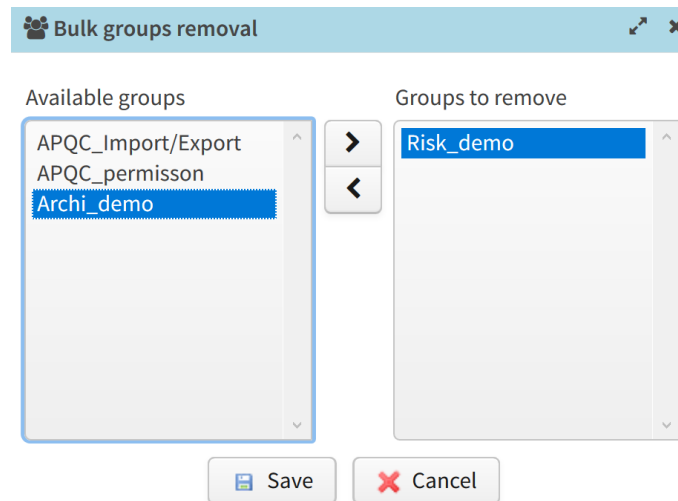 Bulk groups removal
Available groups
Groups to remove
APQC_Import/Export
APQC_permisson
Archi_demo
Risk_demo
Save
Cancel